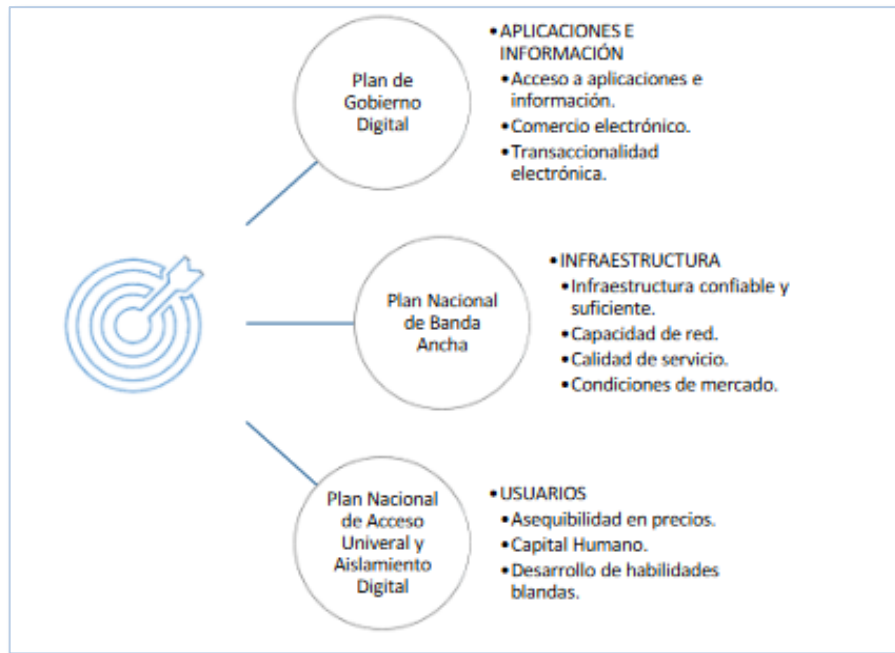 Plan de
Gobierno
Digital
•APLICACIONES E
INFORMACIÓN
•Acceso a aplicaciones e
información.
•Comercio electrónico.
•Transaccionalidad
electrónica.
Plan Nacional
de Banda
Ancha
•INFRAESTRUCTURA
•Infraestructura confiable y
suficiente.
•Capacidad de red.
•Calidad de servicio.
•Condiciones de mercado.
Plan Nacional
de Acceso
Univeral y
Aislamiento
Digital
•USUARIOS
•Asequibilidad en precios.
•Capital Humano.
•Desarrollo de habilidades
blandas.